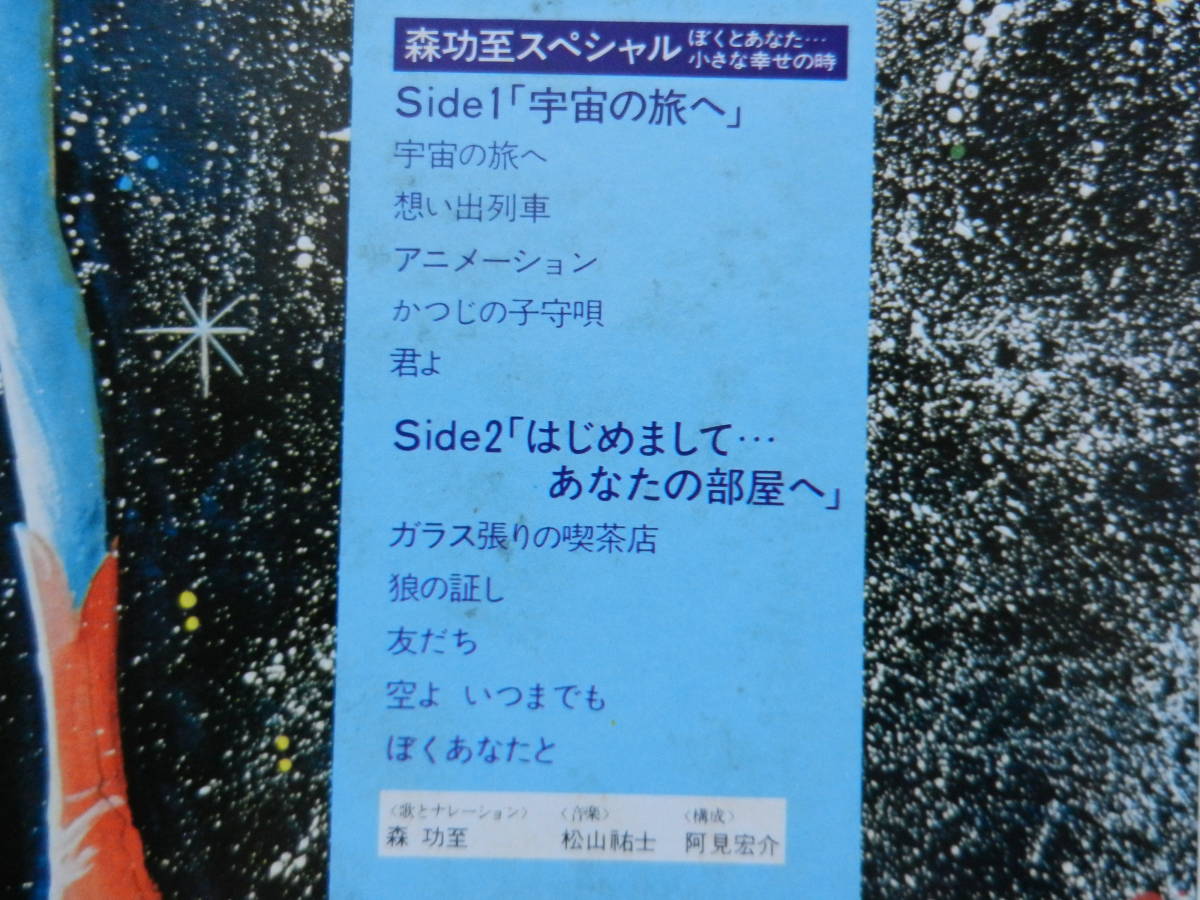 森功至スペシャル ぼくとあなた…
小さな幸せの時
Side1「宇宙の旅へ」
宇宙の旅へ
想い出列車
アニメーション
かつじの子守唄
君よ
Side2「はじめまして…
あなたの部屋へ」
ガラス張りの喫茶店
狼の証し
友だち
空よ いつまでも
ぼくあなたと
〈歌とナレーション〉 〈音楽〉 〈構成〉
森 功至 松山祐士 阿見宏介